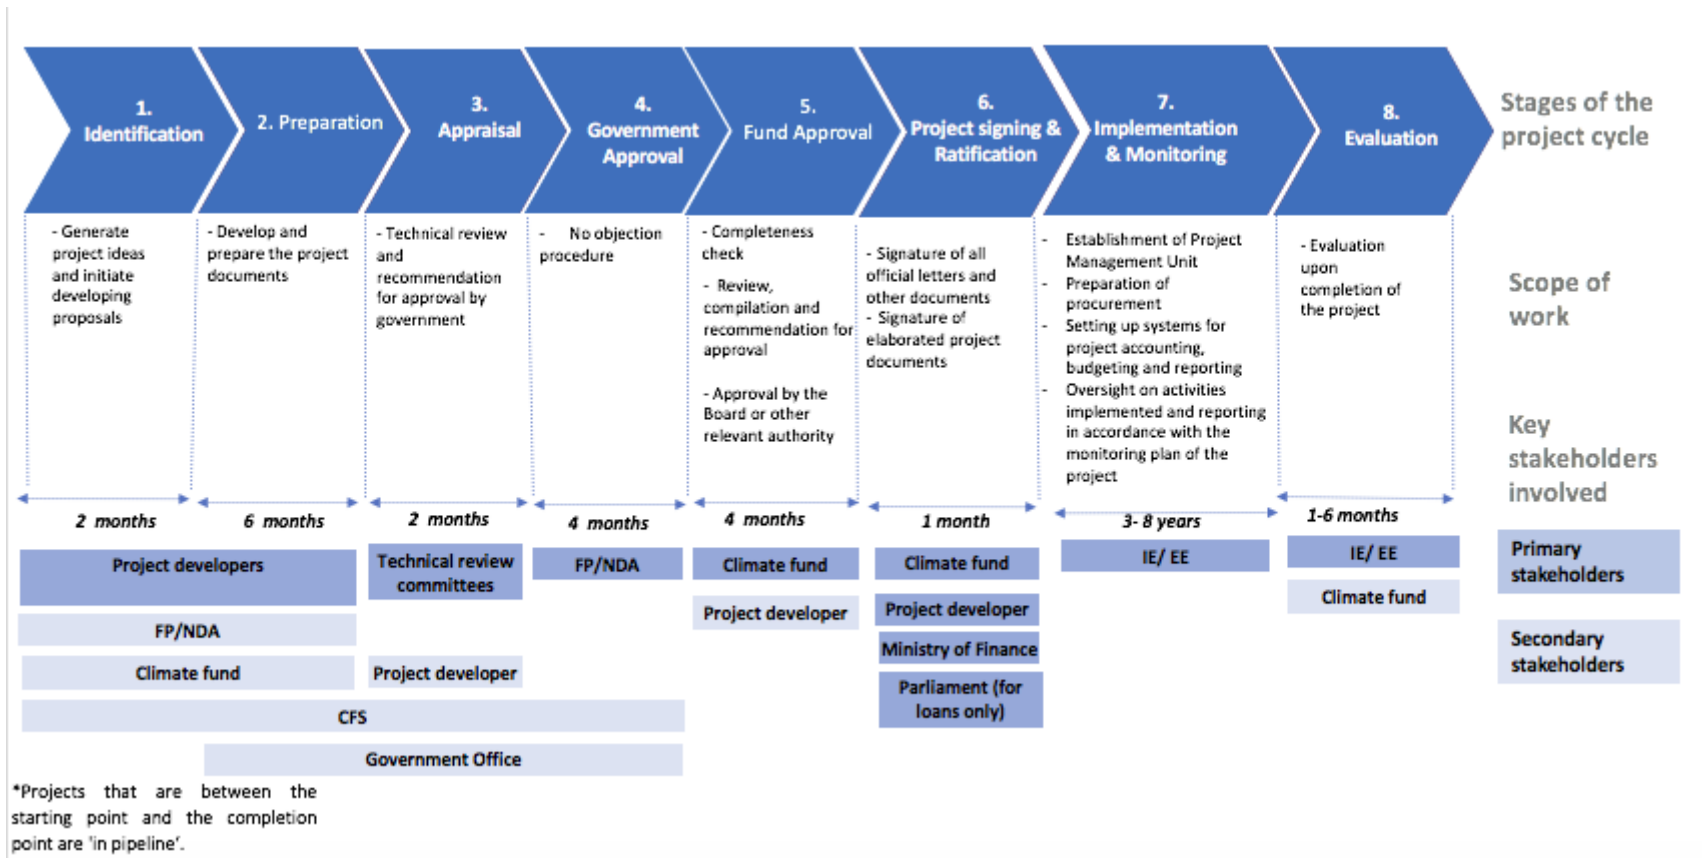 1.
Identification
2. Preparation
3.
Appraisal
4.
Government
Approval
5.
Fund Approval
6.
Project signing &
Ratification
7.
Implementation
& Monitoring
8.
Evaluation
Stages of the
project cycle
- Generate
project ideas
and initiate
developing
proposals
- Develop and
prepare the project
documents
- Technical review
and
recommendation
for approval by
government
- No objection
procedure
- Completeness
check
- Review,
compilation and
recommendation for
approval
- Approval by the
Board or other
relevant authority
- Signature of all
official letters and
other documents
- Signature of
elaborated project
documents
- Establishment of Project
Management Unit
- Preparation of
procurement
- Setting up systems for
project accounting,
budgeting and reporting
- Oversight on activities
implemented and reporting
in accordance with the
monitoring plan of the
project
- Evaluation
upon
completion of
the project
Scope of
work
Key
stakeholders
involved
2 months
6 months
2 months
4 months
4 months
1 month
3- 8 years
1-6 months
Project developers
Technical review
committees
FP/NDA
Climate fund
Climate fund
IE/ EE
IE/ EE
Primary
stakeholders
Project developer
Project developer
Climate fund
FP/NDA
Ministry of Finance
Secondary
stakeholders
Climate fund
Project developer
Parliament (for
loans only)
CFS
Government Office
*Projects that are between the
starting point and the completion
point are 'in pipeline'.